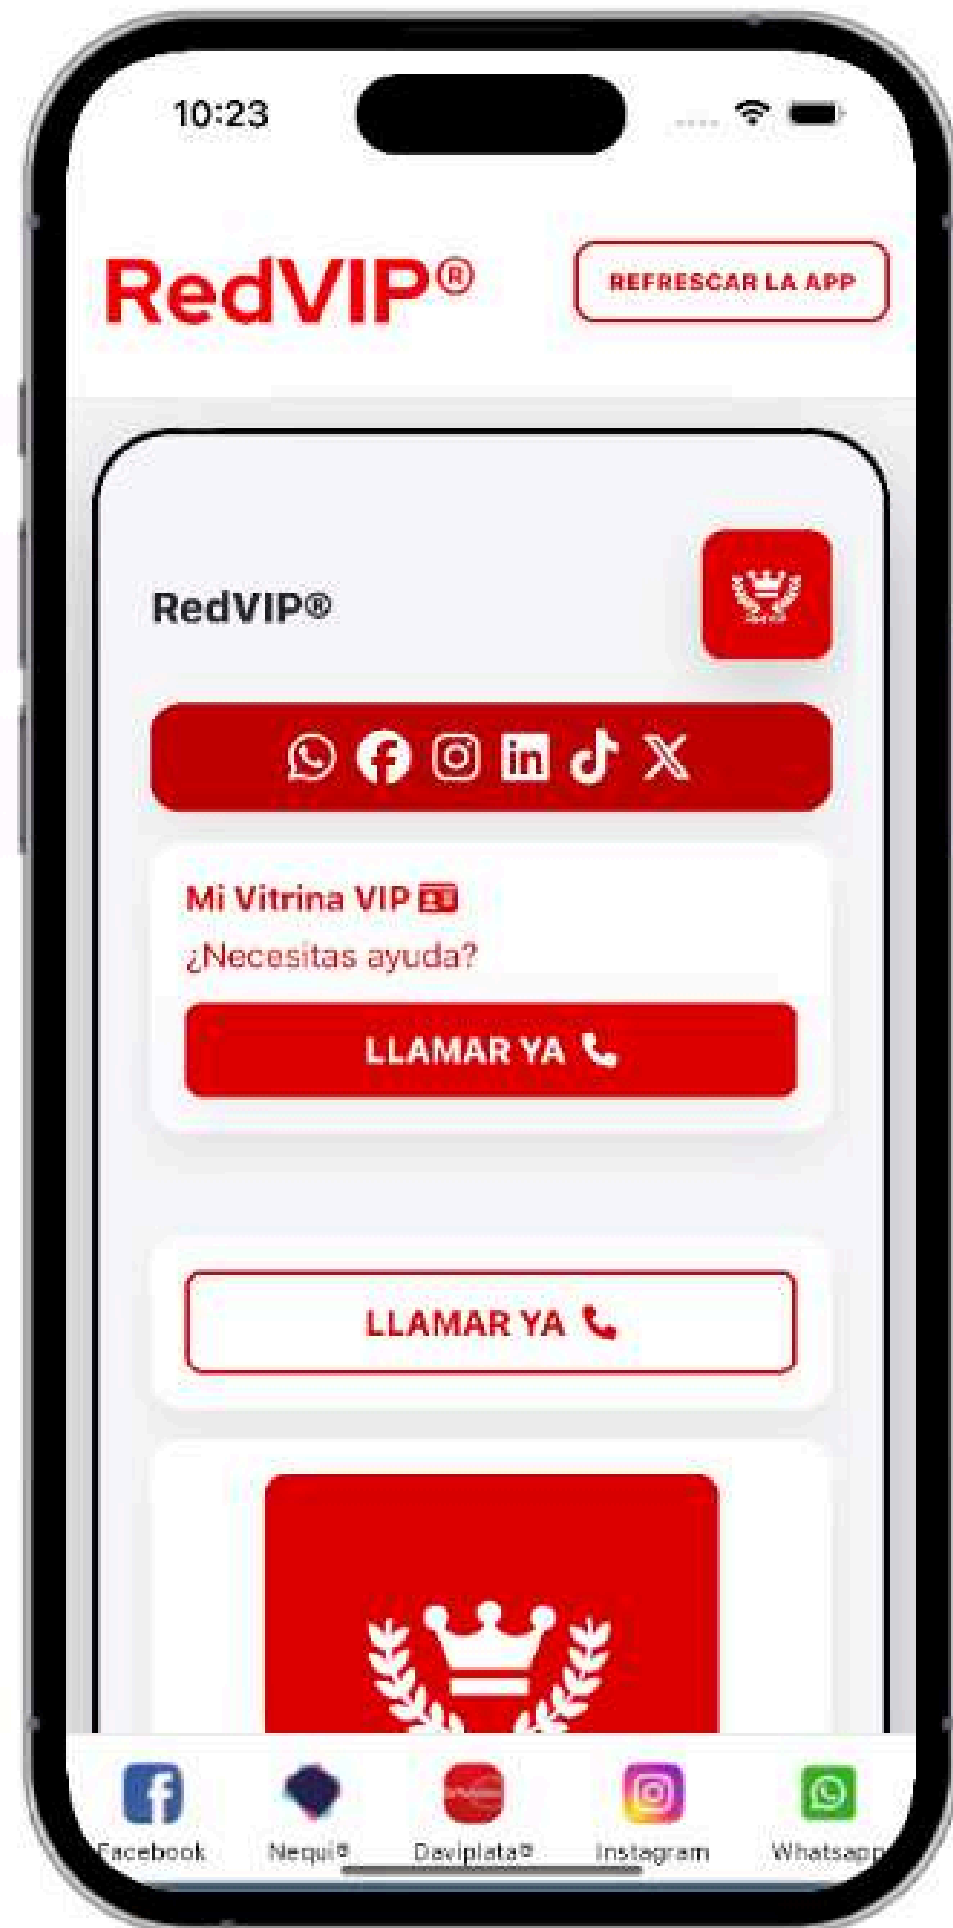 10:23
RedVIP®
REFRESCAR LA APP
RedVIP®
Mi Vitrina VIP
¿Necesitas ayuda?
LLAMAR YA
LLAMAR YA
Facebook Nequi® Daviplata® Instagram Whatsapp